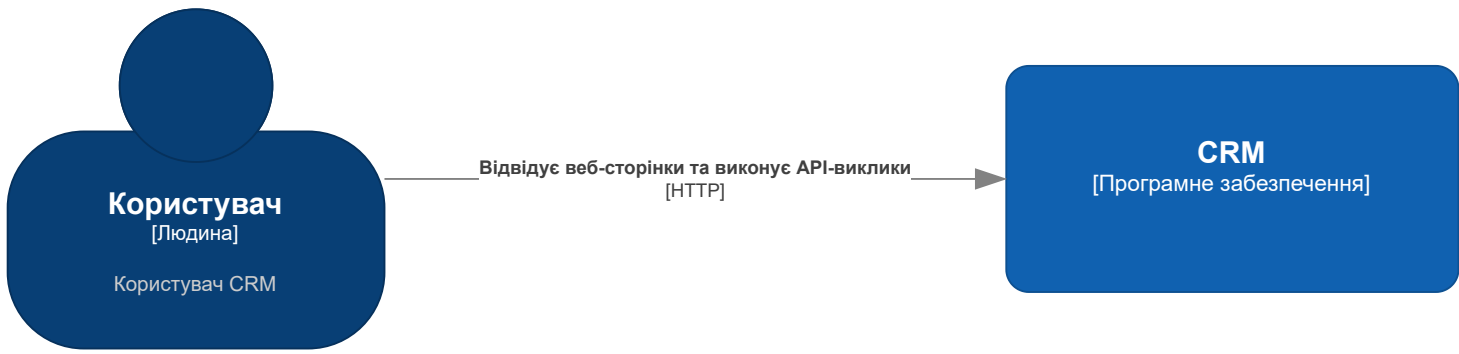 Користувач
[Людина]
Користувач CRM
Відвідує веб-сторінки та виконує API-виклики
[HTTP]
CRM
[Програмне забезпечення]